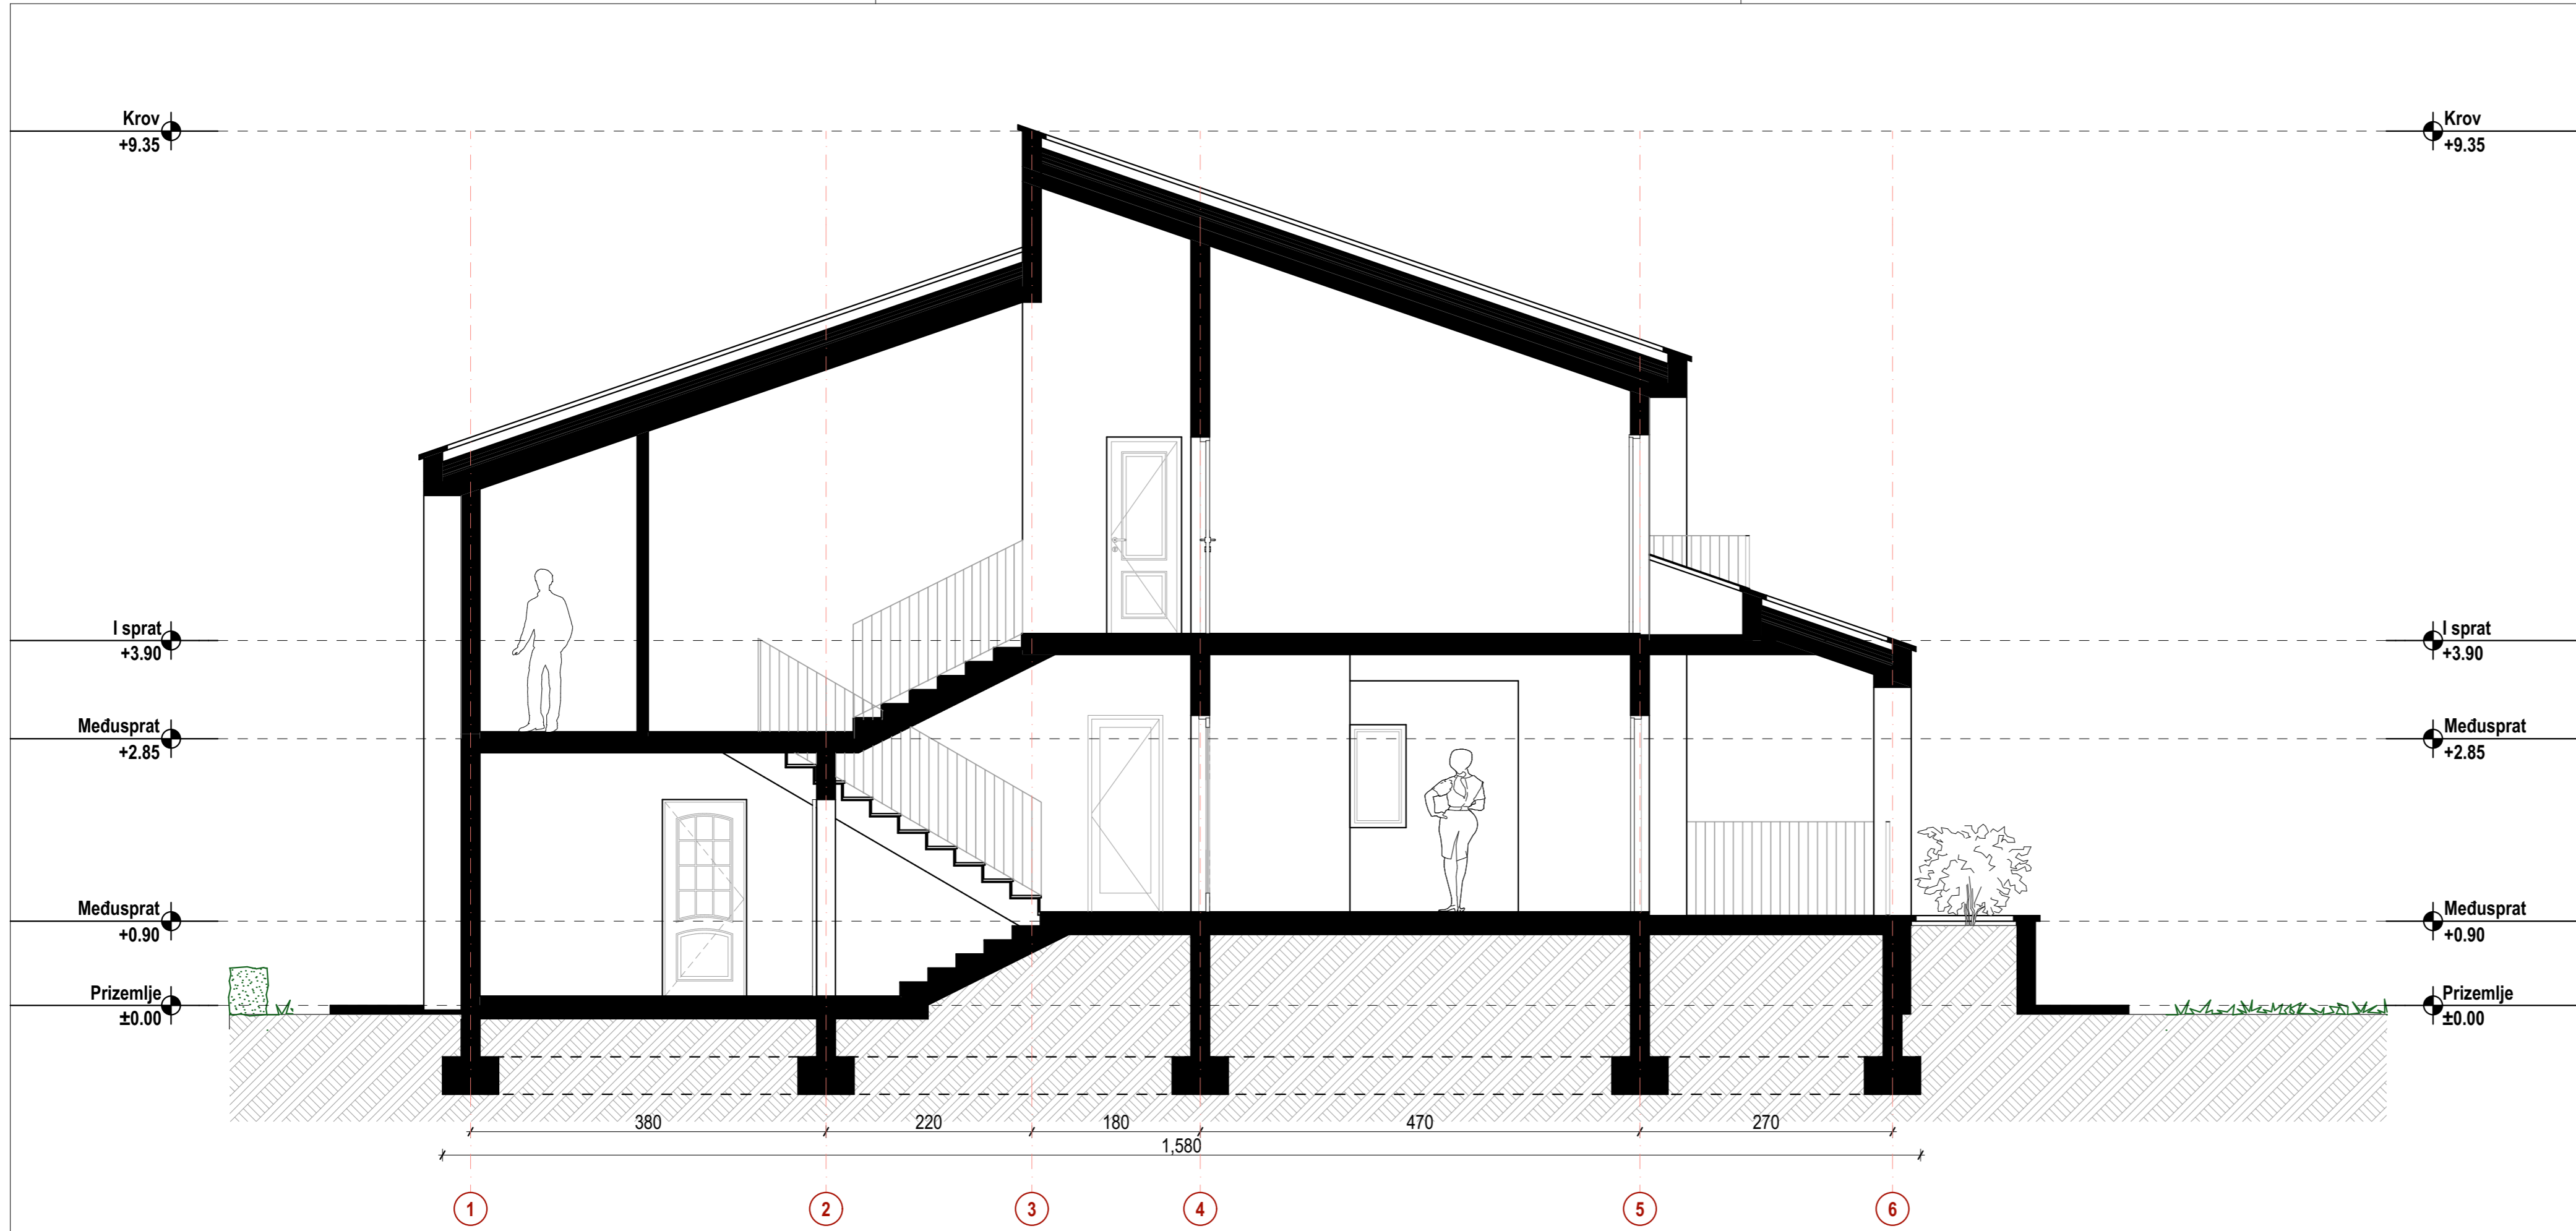 Krov
+9.35
Krov
+9.35
I sprat
+3.90
I sprat
+3.90
Međusprat
+2.85
Međusprat
+2.85
Međusprat
+0.90
Međusprat
+0.90
Prizemlje
±0.00
Prizemlje
±0.00
380 220 180 470 270
1,580
1 2 3 4 5 6